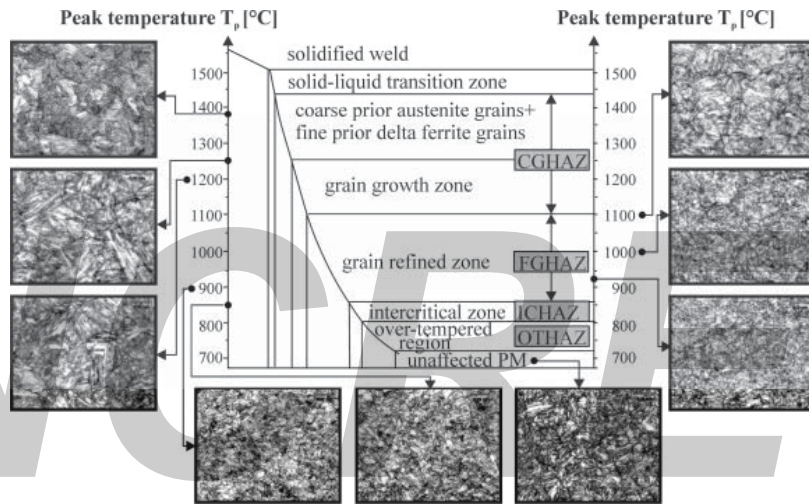 Peak temperature Tp [°C]
Peak temperature Tp [°C]
solidified weld
1500
1500
solid-liquid transition zone
1400
1400
coarse prior austenite grains+
fine prior delta ferrite grains
1300
1300
CGHAZ
1200
1200
grain growth zone
1100
1100
1000
1000
grain refined zone
FGHAZ
900
900
intercritical zone
ICHAZ
800
800
over-tempered
region
OTHAZ
700
700
unaffected PM